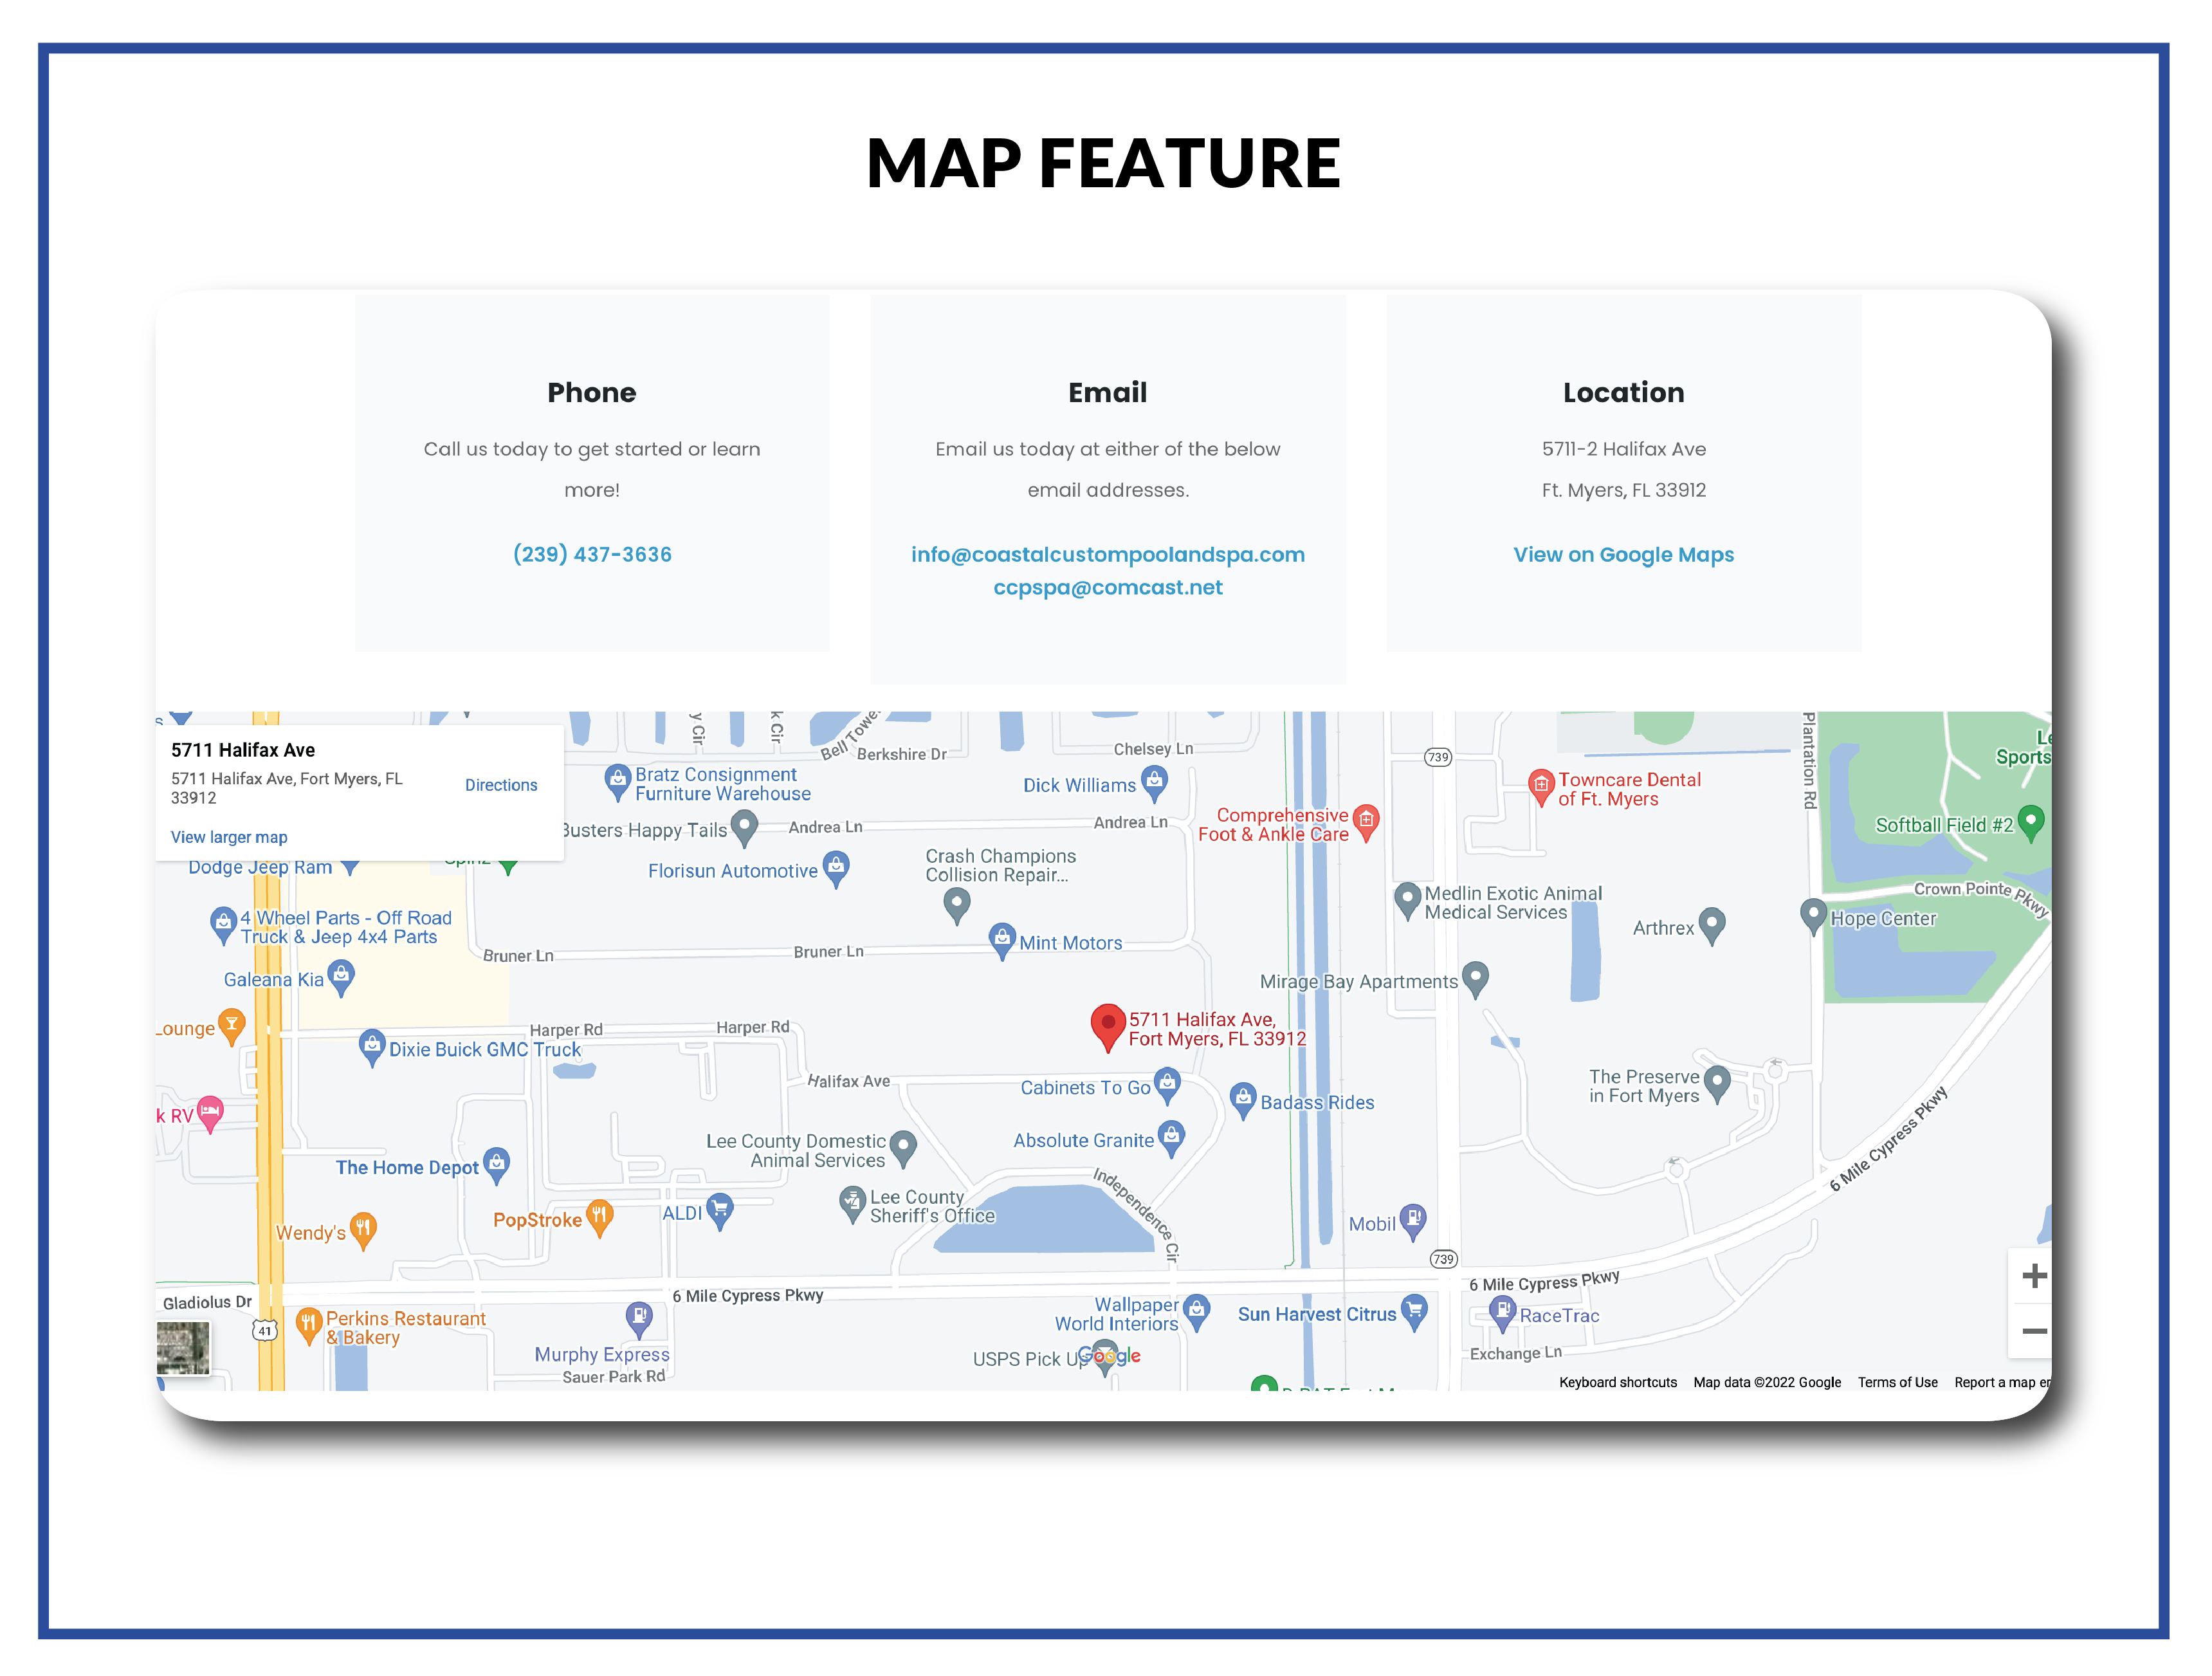 MAP FEATURE
Phone
Call us today to get started or learn
more!
(239) 437-3636
Email
Email us today at either of the below
email addresses.
info@coastalcustompoolandspa.com
ccpspa@comcast.net
Location
5711-2 Halifax Ave
Ft. Myers, FL 33912
View on Google Maps
5711 Halifax Ave
5711 Halifax Ave, Fort Myers, FL
33912
Directions
View larger map
y Cir
k Cir
Berkshire Dr
Chelsey Ln
739
Plantation Rd
Sports
Bratz Consignment
Furniture Warehouse
Dick Williams
Towncare Dental
of Ft. Myers
Comprehensive
Foot & Ankle Care
Softball Field #2
Busters Happy Tails
Andrea Ln
Andrea Ln
Dodge Jeep Ram
Florisun Automotive
Crash Champions
Collision Repair...
Medlin Exotic Animal
Medical Services
Crown Pointe Pkwy
Arthrex
Hope Center
4 Wheel Parts - Off Road
Truck & Jeep 4x4 Parts
Bruner Ln
Bruner Ln
Mint Motors
Galeana Kia
Mirage Bay Apartments
Lounge
Harper Rd
Harper Rd
5711 Halifax Ave,
Fort Myers, FL 33912
Dixie Buick GMC Truck
Halifax Ave
Cabinets To Go
Badass Rides
The Preserve
in Fort Myers
k RV
Lee County Domestic
Animal Services
Absolute Granite
6 Mile Cypress Pkwy
The Home Depot
Independence Cir
Lee County
Sheriff's Office
PopStroke
ALDI
Wendy's
Mobil
739
6 Mile Cypress Pkwy
6 Mile Cypress Pkwy
Gladiolus Dr
41
Perkins Restaurant
& Bakery
Wallpaper
World Interiors
Sun Harvest Citrus
RaceTrac
Murphy Express
USPS Pick Up
Google
Exchange Ln
Sauer Park Rd
Keyboard shortcuts
Map data ©2022 Google
Terms of Use
Report a map er